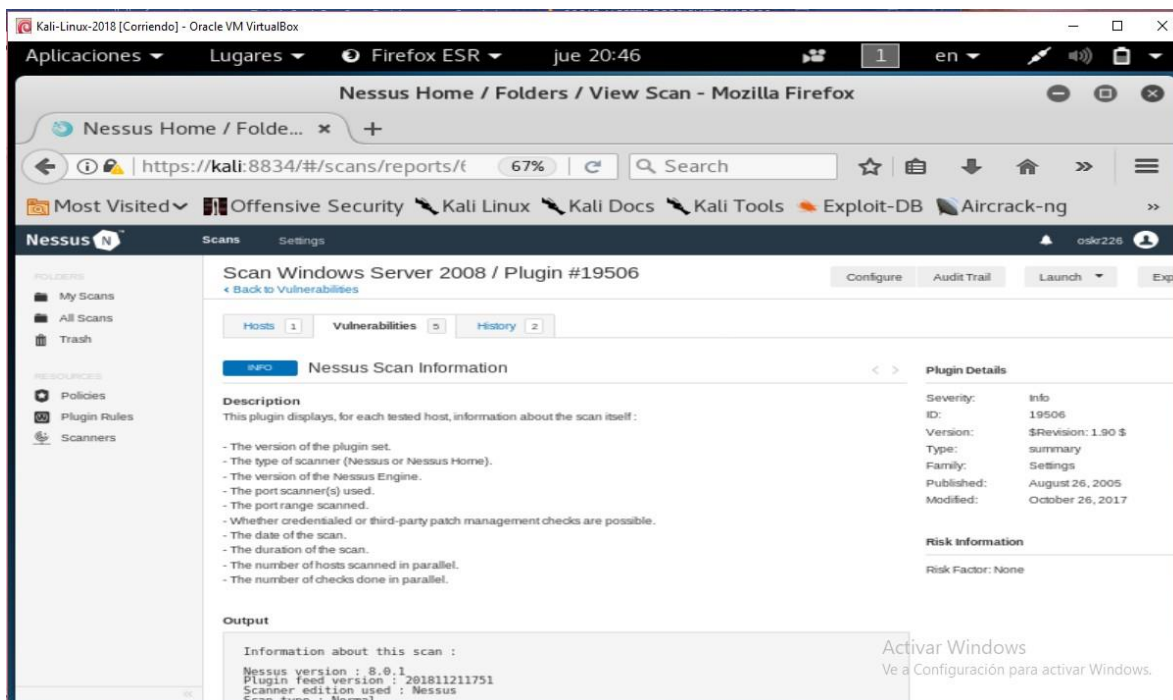 Kali-Linux-2018 [Corriendo] - Oracle VM VirtualBox
Aplicaciones Lugares Firefox ESR jue 20:46 1 en
Nessus Home / Folders / View Scan - Mozilla Firefox
Nessus Home / Folde...
https://kali:8834/#/scans/reports/ 67% Search
Most Visited Offensive Security Kali Linux Kali Docs Kali Tools Exploit-DB Aircrack-ng »
Nessus N Scans Settings oskr226
FOLDERS
My Scans
All Scans
Trash
RESOURCES
Policies
Plugin Rules
Scanners
Scan Windows Server 2008 / Plugin #19506
‹ Back to Vulnerabilities
Configure Audit Trail Launch Exp
Hosts 1 Vulnerabilities 5 History 2
INFO Nessus Scan Information
Description
This plugin displays, for each tested host, information about the scan itself :
- The version of the plugin set.
- The type of scanner (Nessus or Nessus Home).
- The version of the Nessus Engine.
- The port scanner(s) used.
- The port range scanned.
- Whether credentialed or third-party patch management checks are possible.
- The date of the scan.
- The duration of the scan.
- The number of hosts scanned in parallel.
- The number of checks done in parallel.
Output
Information about this scan :
Nessus version : 8.0.1
Plugin feed version : 201811211751
Scanner edition used : Nessus
Scan type : Normal
Plugin Details
Severity: Info
ID: 19506
Version: $Revision: 1.90 $
Type: summary
Family: Settings
Published: August 26, 2005
Modified: October 26, 2017
Risk Information
Risk Factor: None
Activar Windows
Ve a Configuración para activar Windows.